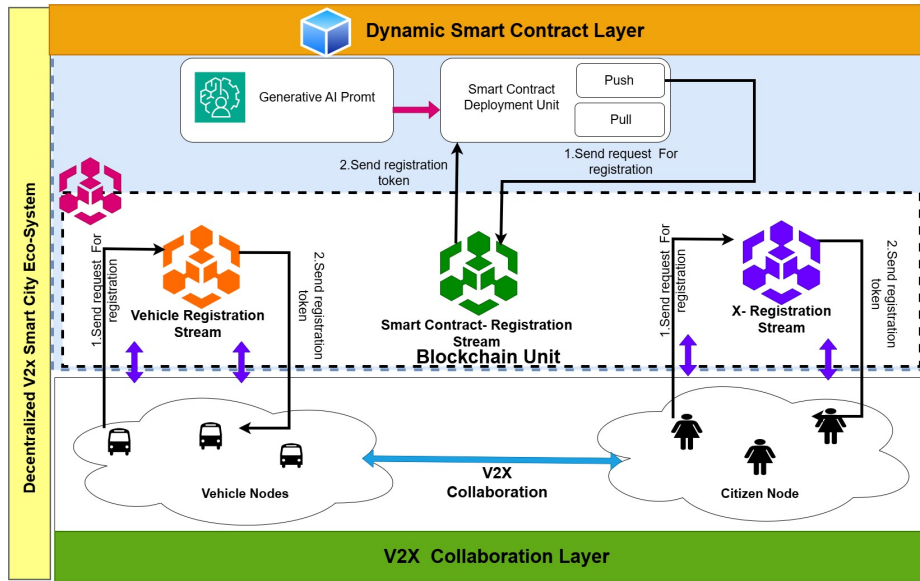 Dynamic Smart Contract Layer
Decentralized V2x Smart City Eco-System
Generative AI Promt
Smart Contract
Deployment Unit
Push
Pull
2.Send registration
token
1.Send request For
registration
1.Send request For
registration
Vehicle Registration
Stream
2.Send registration
token
Smart Contract- Registration
Stream
Blockchain Unit
1.Send request For
registration
X- Registration
Stream
2.Send registration
token
Vehicle Nodes
V2X
Collaboration
Citizen Node
V2X Collaboration Layer